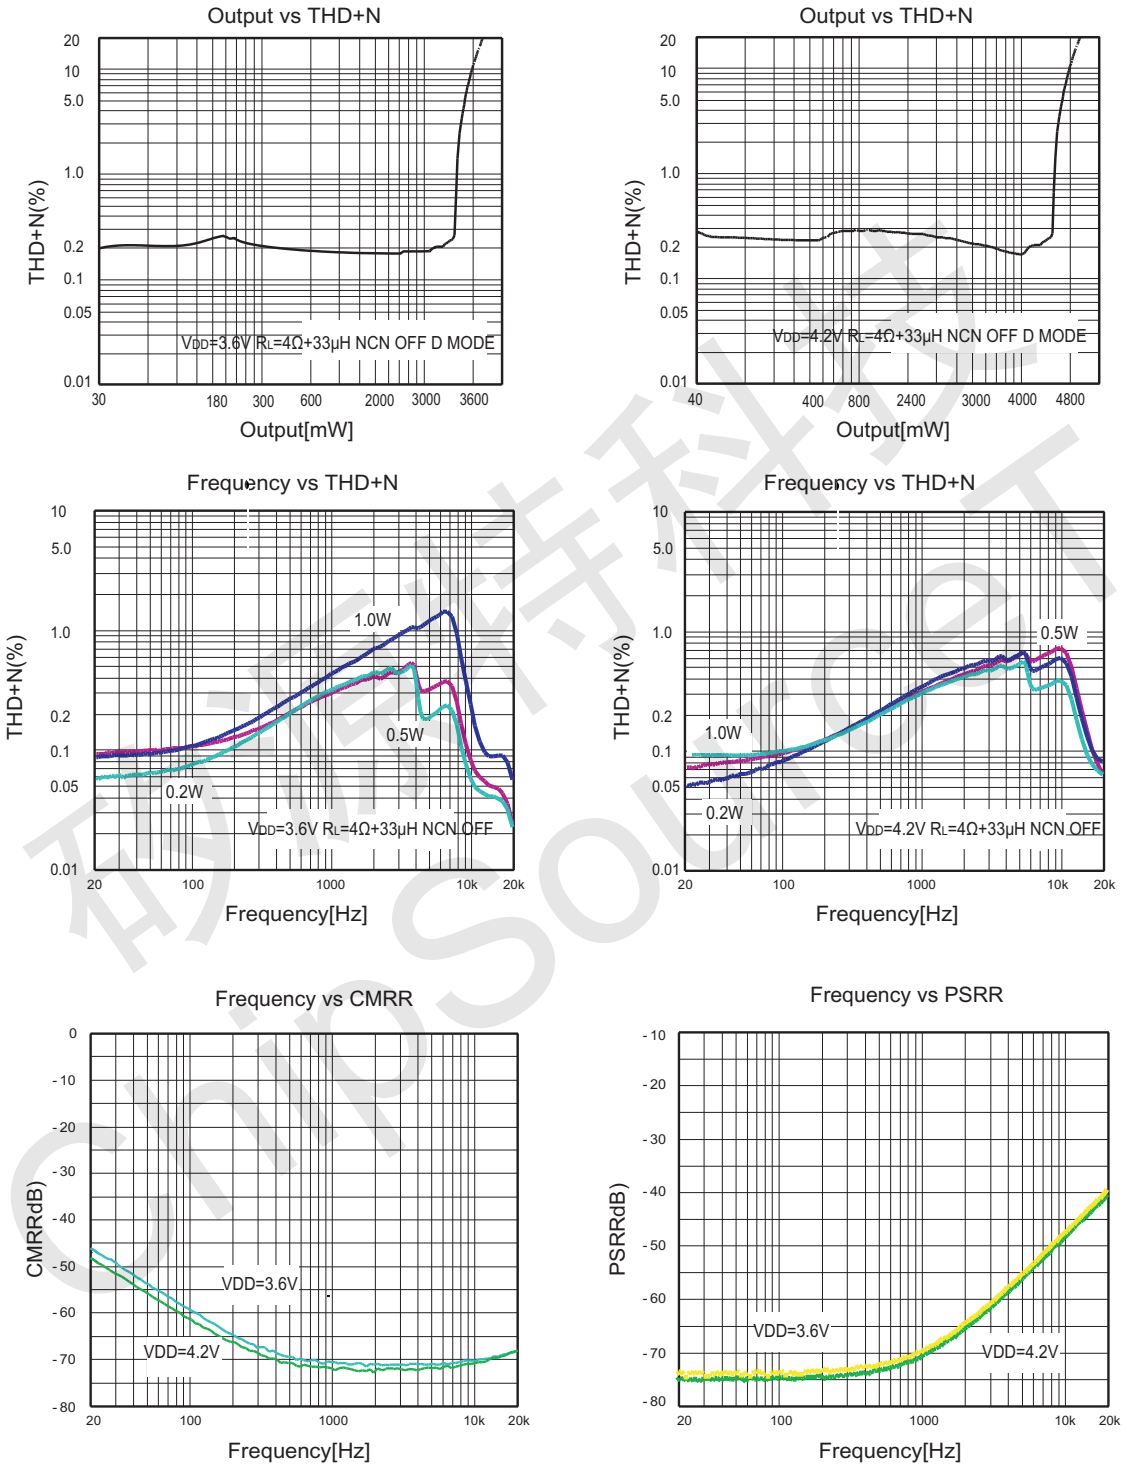 Output vs THD+N
20
10
5.0
1.0
0.2
0.1
0.05
0.01
THD+N(%)
VDD=3.6V RL=4Ω+33µH NCN OFF D MODE
30 180 300 600 2000 3000 3600
Output[mW]
Output vs THD+N
20
10
5.0
1.0
0.2
0.1
0.05
0.01
THD+N(%)
VDD=4.2V RL=4Ω+33µH NCN OFF D MODE
40 400 800 2400 3000 4000 4800
Output[mW]
Frequency vs THD+N
10
5.0
1.0
0.2
0.1
0.05
0.01
THD+N(%)
1.0W
0.5W
0.2W
VDD=3.6V RL=4Ω+33µH NCN OFF
20 100 1000 10k 20k
Frequency[Hz]
Frequency vs THD+N
10
5.0
1.0
0.2
0.1
0.05
0.01
THD+N(%)
0.5W
1.0W
0.2W
VDD=4.2V RL=4Ω+33µH NCN OFF
20 100 1000 10k 20k
Frequency[Hz]
Frequency vs CMRR
0
-10
-20
-30
-40
-50
-60
-70
-80
CMRRdB)
VDD=3.6V
VDD=4.2V
20 100 1000 10k 20k
Frequency[Hz]
Frequency vs PSRR
-10
-20
-30
-40
-50
-60
-70
-80
PSRRdB)
VDD=3.6V
VDD=4.2V
20 100 1000 10k 20k
Frequency[Hz]
矽源特科技
ChipSourceT